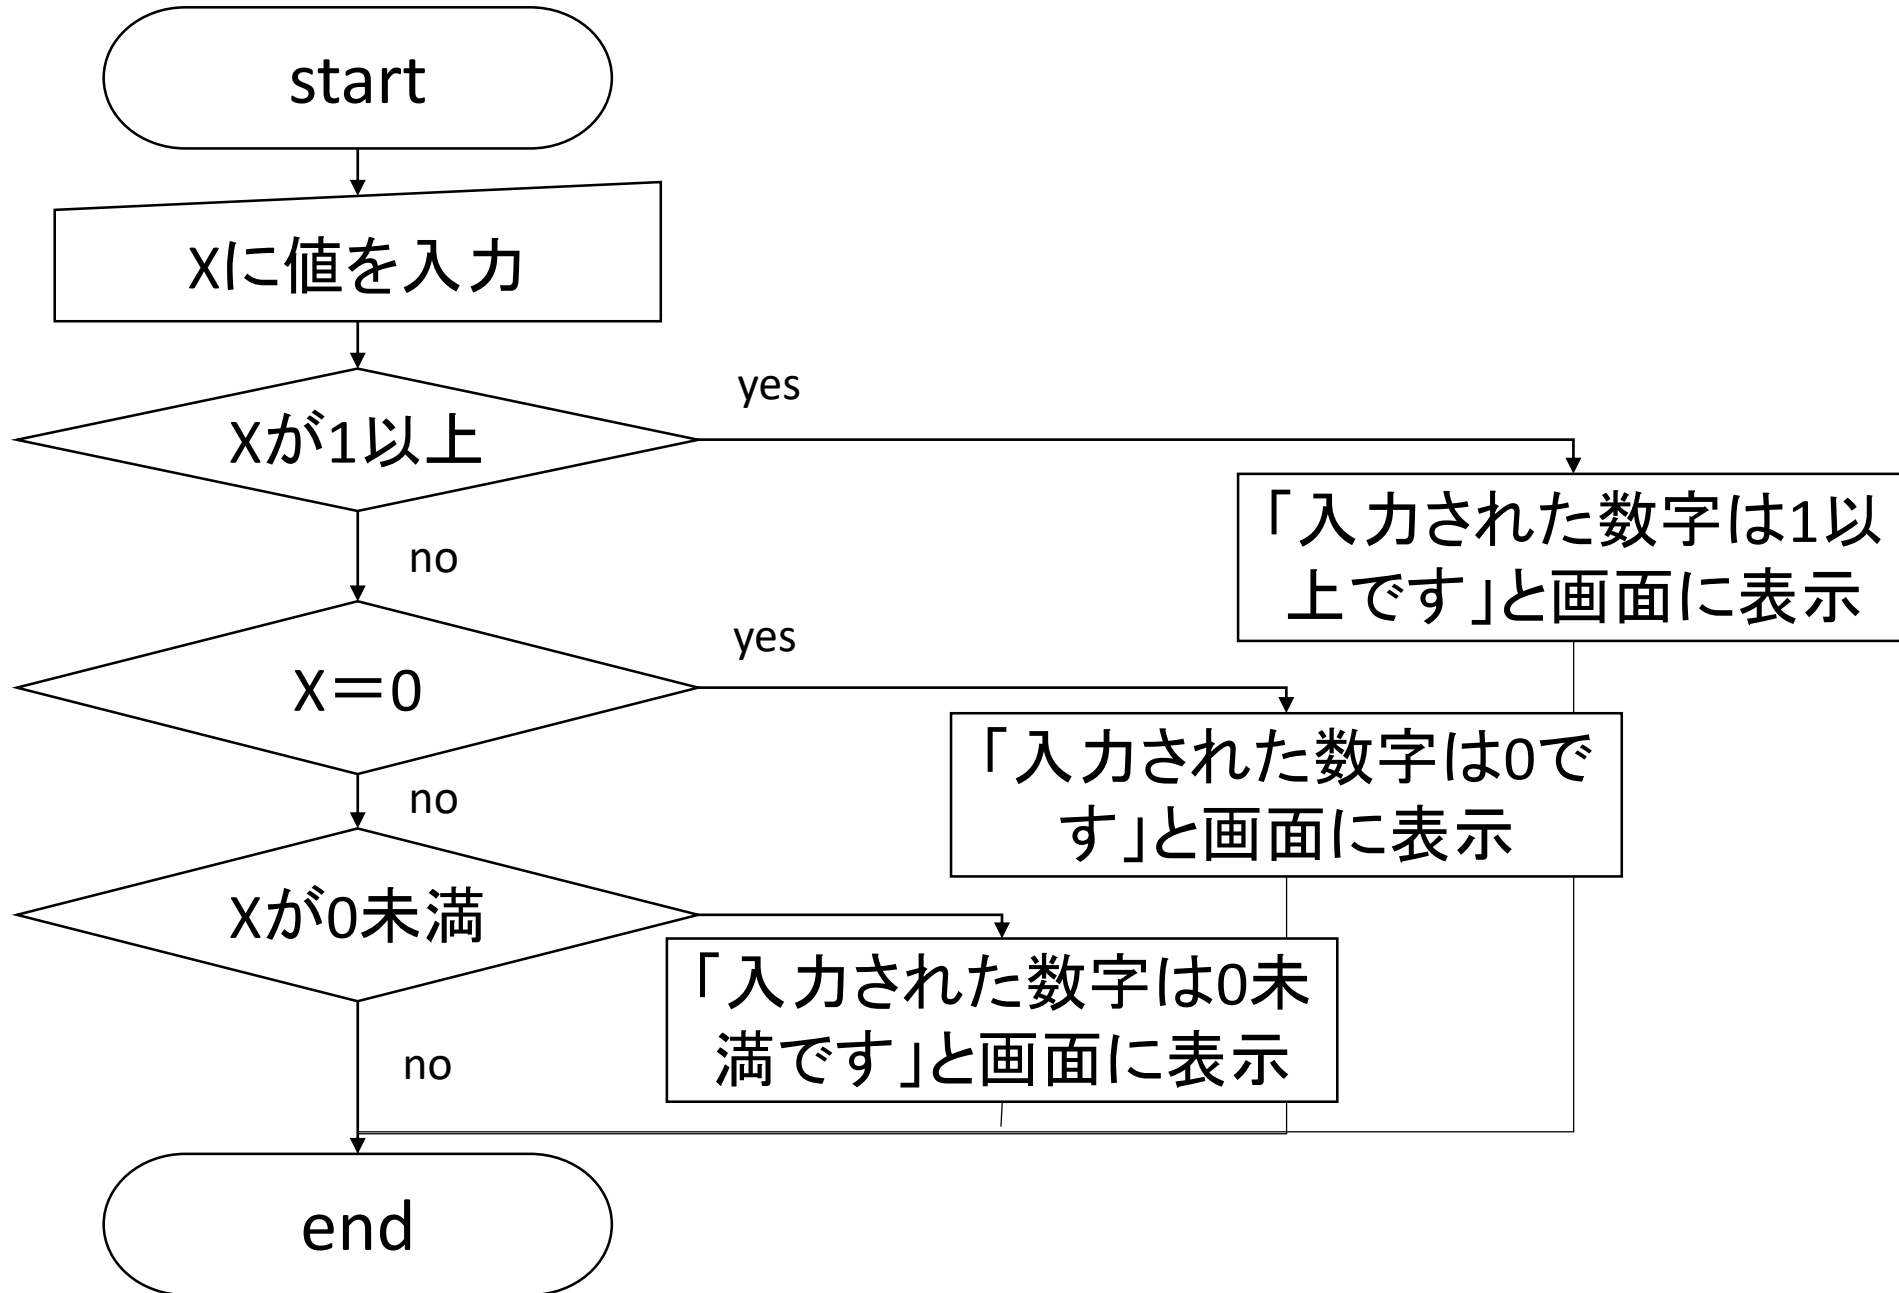 start
Xに値を入力
Xが1以上
yes
「入力された数字は1以
上です」と画面に表示
no
X＝0
yes
「入力された数字は0で
す」と画面に表示
no
Xが0未満
「入力された数字は0未
満です」と画面に表示
no
end